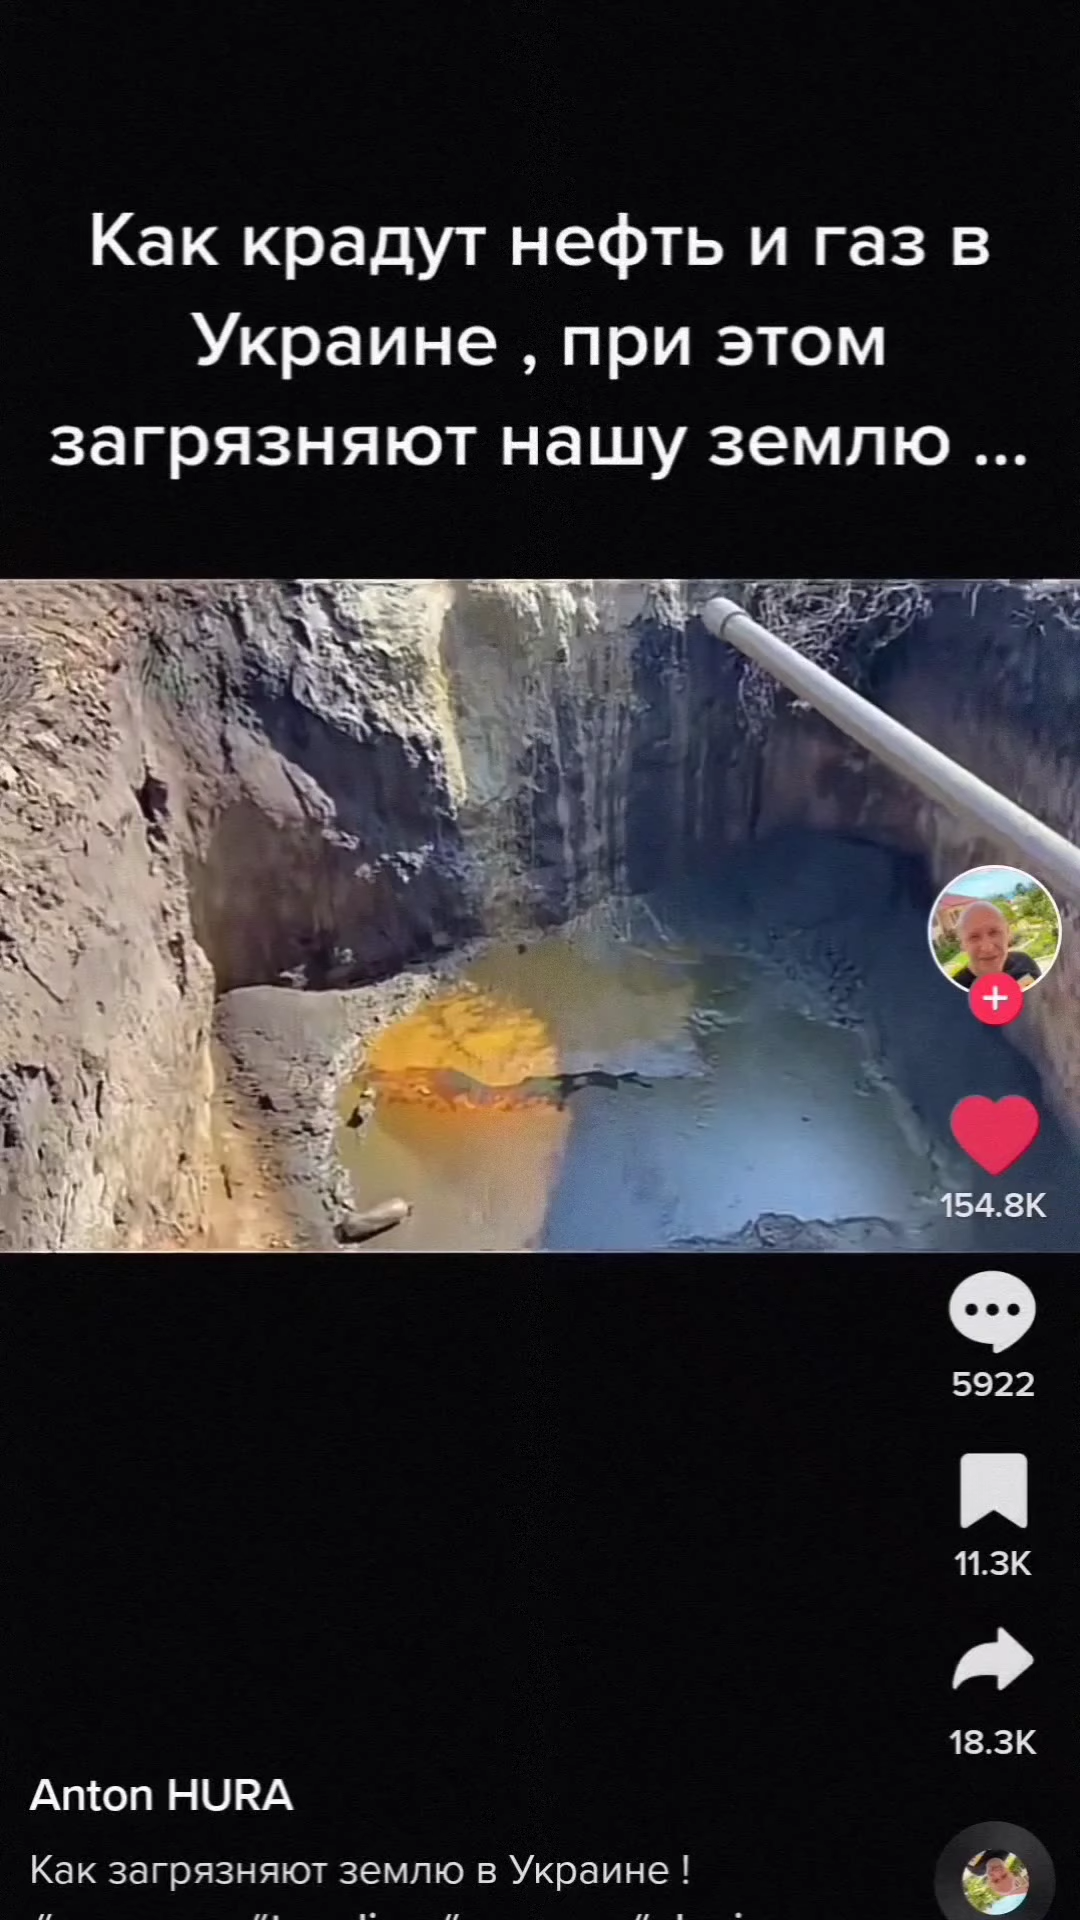 Как крадут нефть и газ в
Украине , при этом
загрязняют нашу землю ...
154.8K
5922
11.3K
18.3K
Anton HURA
Как загрязняют землю в Украине !